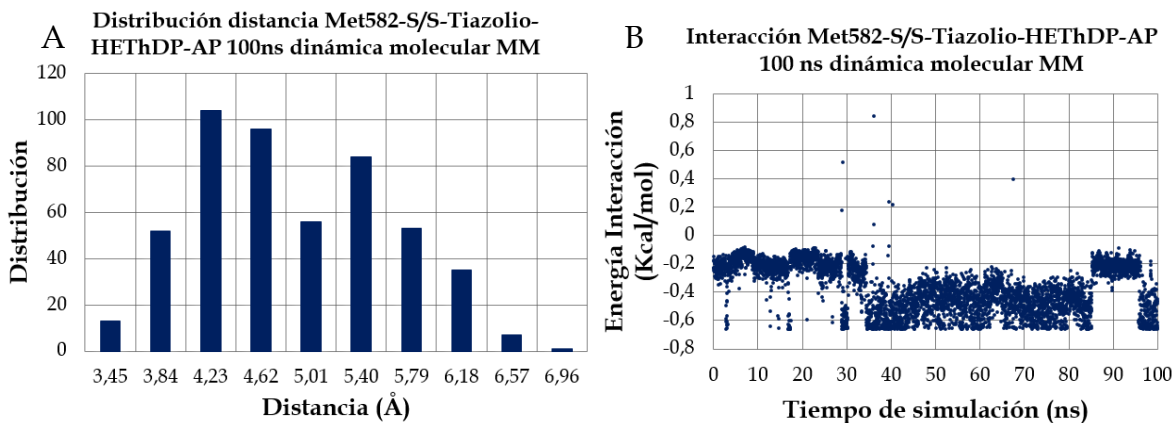 A
Distribución distancia Met582-S/S-Tiazolio-
HEThDP-AP 100ns dinámica molecular MM
Distribución
120
100
80
60
40
20
0
3,45 3,84 4,23 4,62 5,01 5,40 5,79 6,18 6,57 6,96
Distancia (Å)
B
Interacción Met582-S/S-Tiazolio-HEThDP-AP
100 ns dinámica molecular MM
Energía Interacción
(Kcal/mol)
1
0,8
0,6
0,4
0,2
0
-0,2
-0,4
-0,6
-0,8
0 10 20 30 40 50 60 70 80 90 100
Tiempo de simulación (ns)